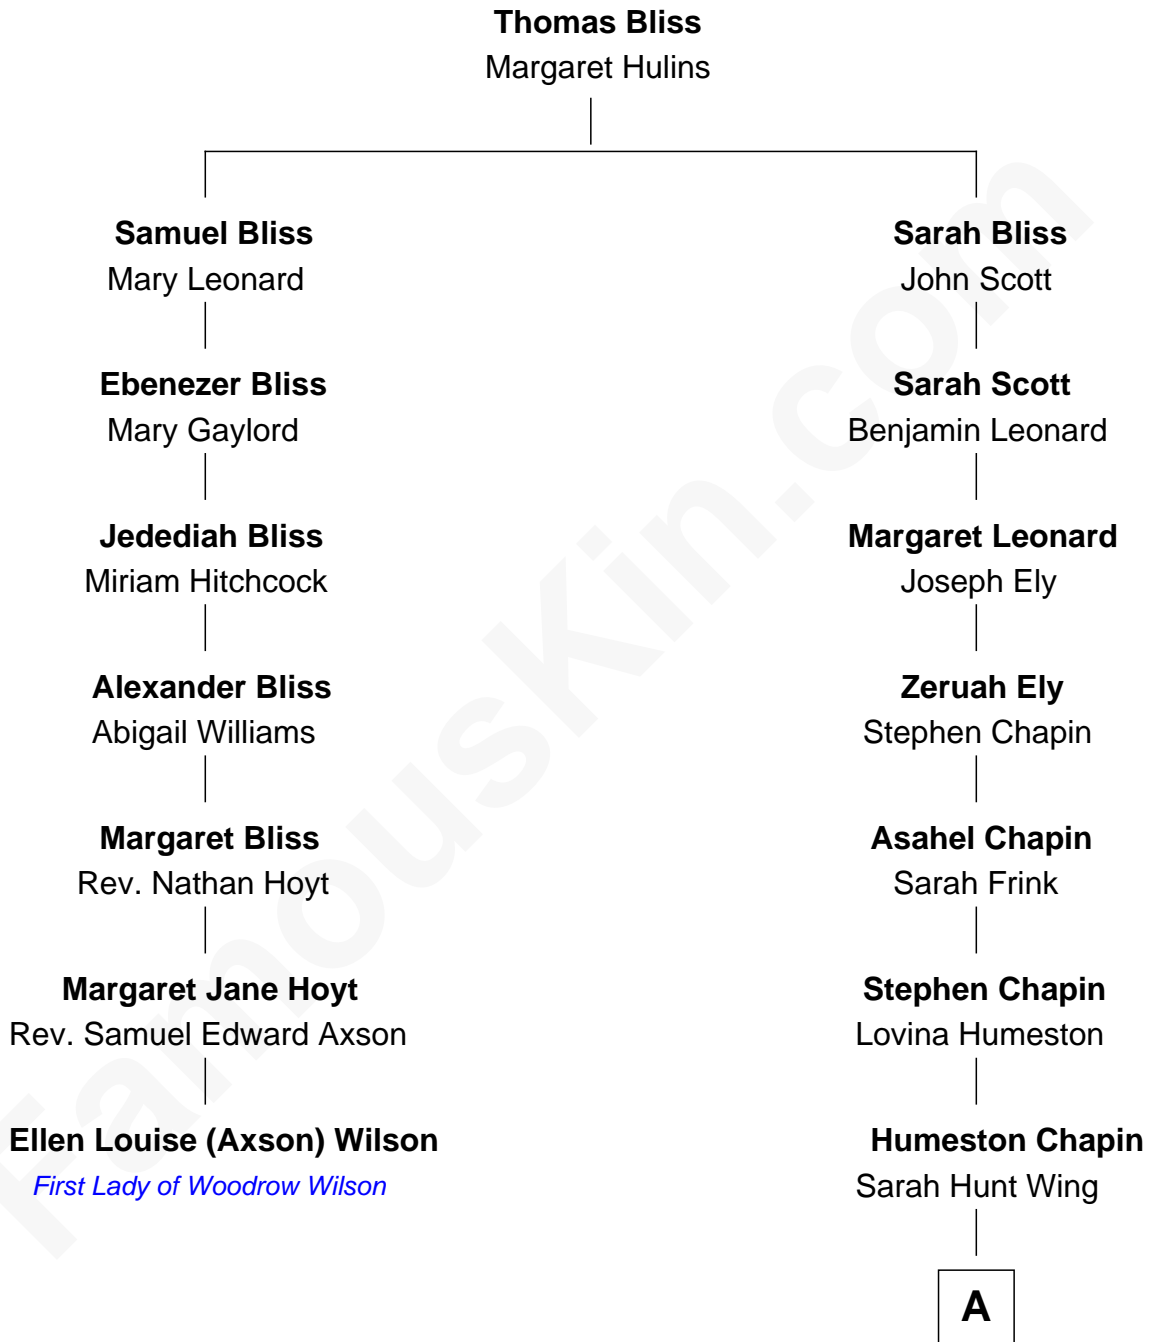 Thomas Bliss
Margaret Hulins
Samuel Bliss
Mary Leonard
Ebenezer Bliss
Mary Gaylord
Jedediah Bliss
Miriam Hitchcock
Alexander Bliss
Abigail Williams
Margaret Bliss
Rev. Nathan Hoyt
Margaret Jane Hoyt
Rev. Samuel Edward Axson
Ellen Louise (Axson) Wilson
First Lady of Woodrow Wilson
Sarah Bliss
John Scott
Sarah Scott
Benjamin Leonard
Margaret Leonard
Joseph Ely
Zeruah Ely
Stephen Chapin
Asahel Chapin
Sarah Frink
Stephen Chapin
Lovina Humeston
Humeston Chapin
Sarah Hunt Wing
A
FamousKin.com